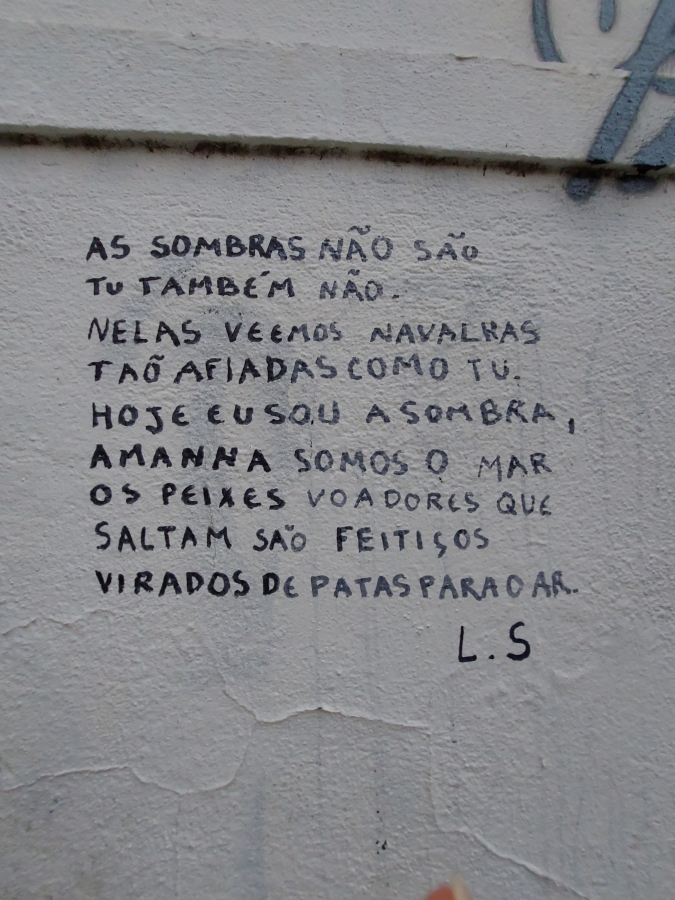 AS SOMBRAS NÃO SÃO
TU TAMBÉM NÃO.
NELAS VEEMOS NAVALHAS
TAÕ AFIADAS COMO TU.
HOJE EU SOU A SOMBRA,
AMANHA SOMOS O MAR
OS PEIXES VOADORES QUE
SALTAM SÃO FEITIÇOS
VIRADOS DE PATAS PARA O AR.
L.S